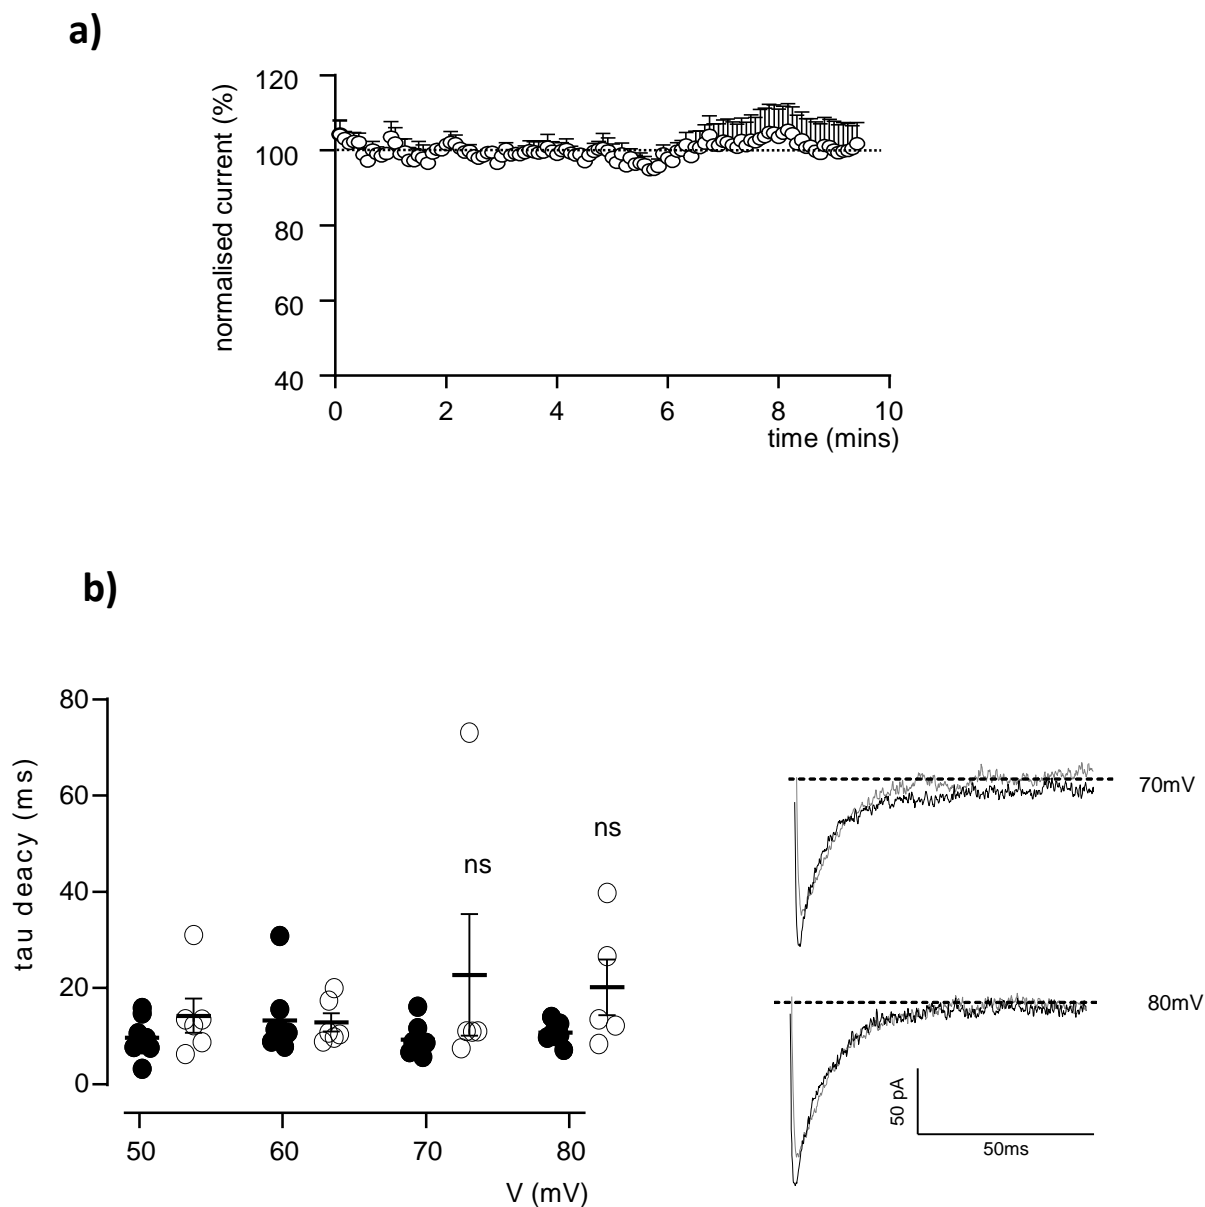 a)
normalised current (%)
120
100
80
60
40
0 2 4 6 8 10
time (mins)
b)
tau deacy (ms)
80
60
40
20
0
ns
ns
50 60 70 80
V (mV)
70mV
80mV
50 pA
50ms